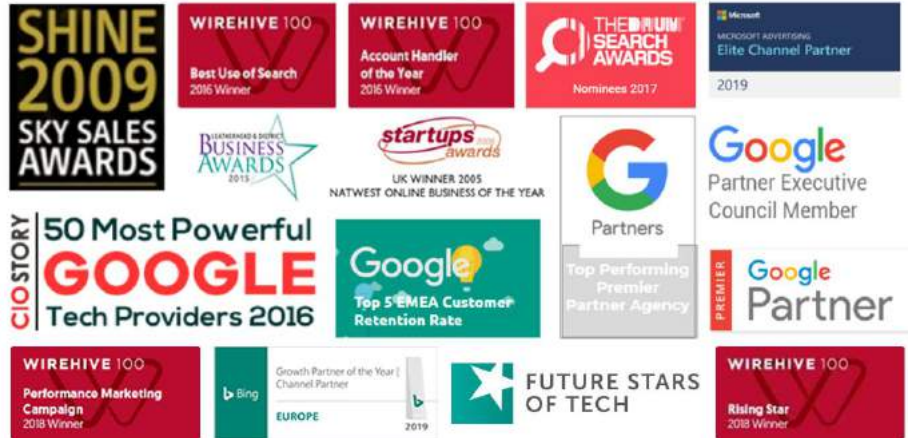 SHINE
2009
SKY SALES
AWARDS
WIREHIVE 100
Best Use of Search
2016 Winner
WIREHIVE 100
Account Handler
of the Year
2016 Winner
THE DRUM
SEARCH
AWARDS
Nominees 2017
Microsoft
MICROSOFT ADVERTISING
Elite Channel Partner
2019
LEATHERHEAD & DISTRICT
BUSINESS
AWARDS
2015
startups 2005
awards
UK WINNER 2005
NATWEST ONLINE BUSINESS OF THE YEAR
G
Partners
Top Performing
Premier
Partner Agency
Google
Partner Executive
Council Member
CIO STORY
50 Most Powerful
GOOGLE
Tech Providers 2016
Google
Top 5 EMEA Customer
Retention Rate
PREMIER
Google
Partner
WIREHIVE 100
Performance Marketing
Campaign
2018 Winner
b Bing
Growth Partner of the Year |
Channel Partner
EUROPE
b
2019
FUTURE STARS
OF TECH
WIREHIVE 100
Rising Star
2018 Winner